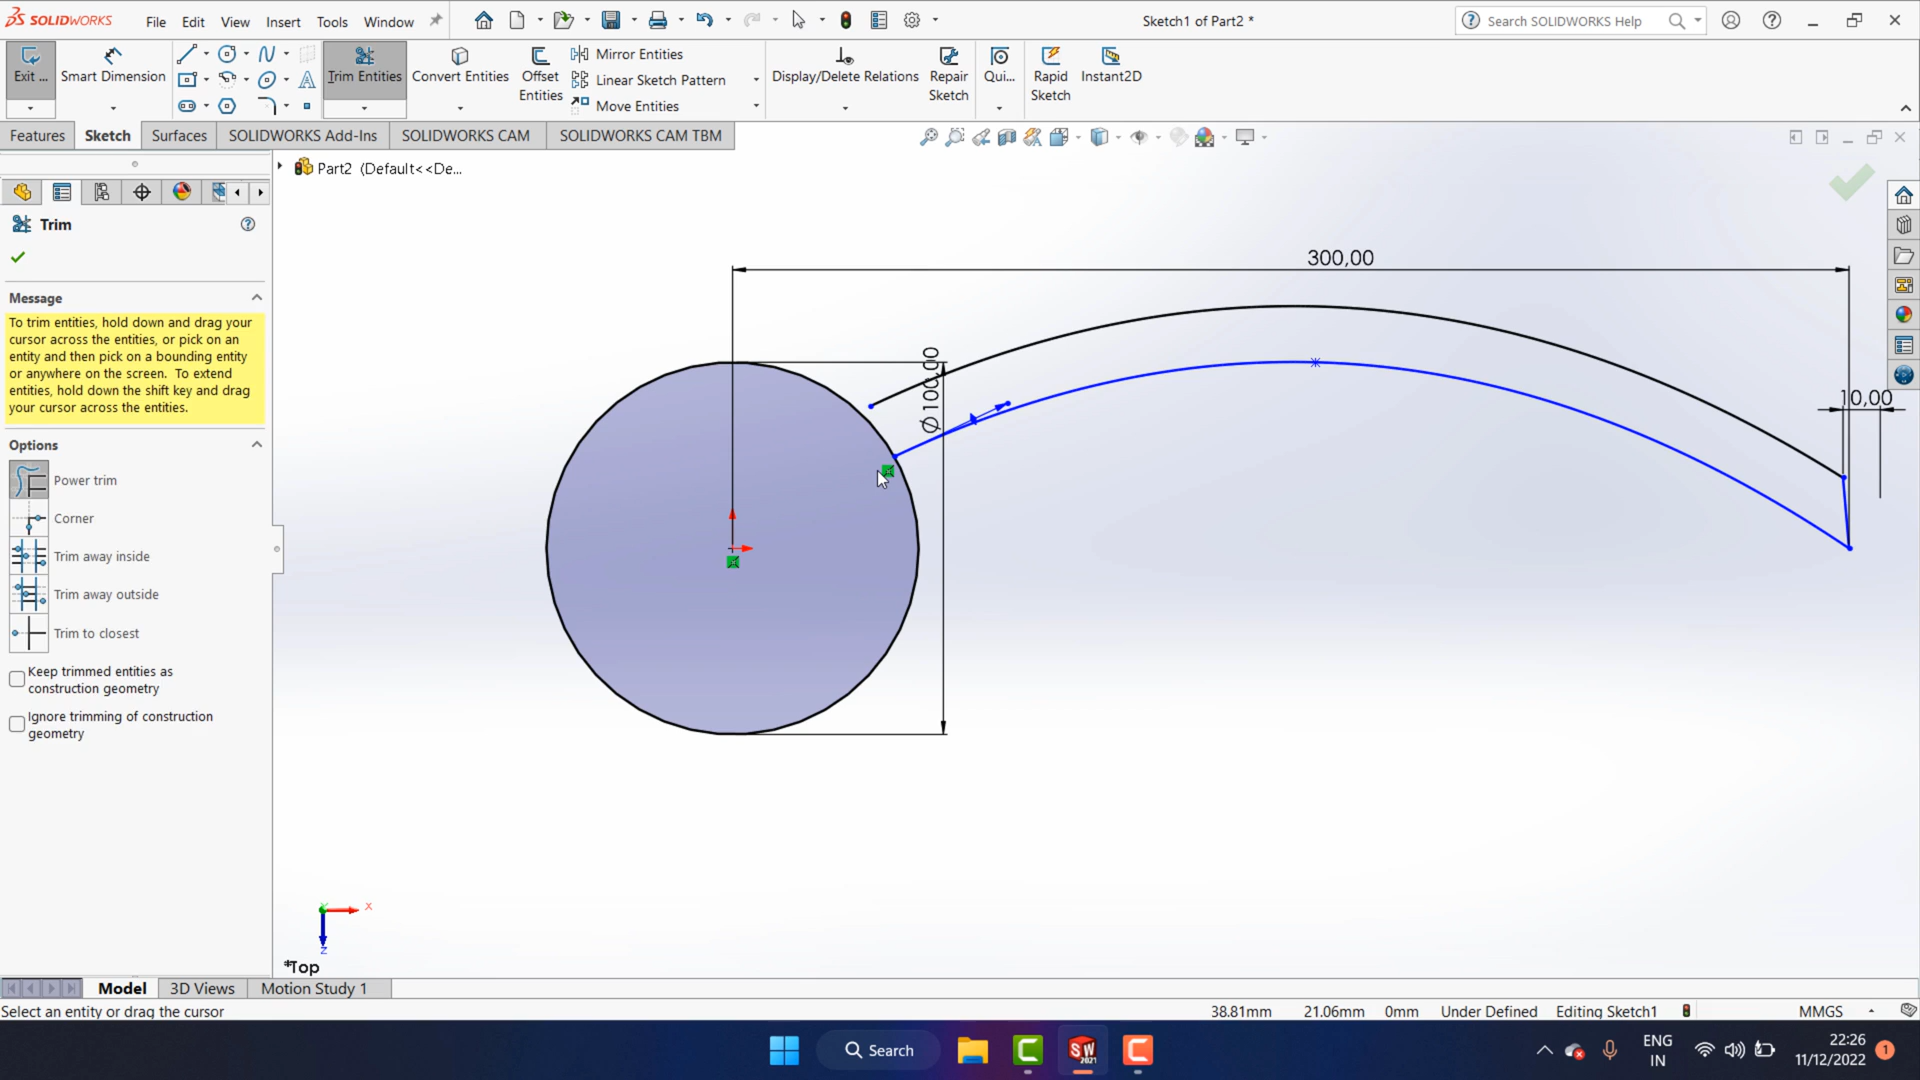 SOLIDWORKS File Edit View Insert Tools Window Sketch1 of Part2 * Search SOLIDWORKS Help
Exit ... Smart Dimension Trim Entities Convert Entities Offset Entities Mirror Entities Linear Sketch Pattern Move Entities Display/Delete Relations Repair Sketch Qui... Rapid Sketch Instant2D
Features Sketch Surfaces SOLIDWORKS Add-Ins SOLIDWORKS CAM SOLIDWORKS CAM TBM
Part2 (Default<<De...
Trim
Message
To trim entities, hold down and drag your
cursor across the entities, or pick on an
entity and then pick on a bounding entity
or anywhere on the screen. To extend
entities, hold down the shift key and drag
your cursor across the entities.
Options
Power trim
Corner
Trim away inside
Trim away outside
Trim to closest
Keep trimmed entities as
construction geometry
Ignore trimming of construction
geometry
300,00
Ø100,00
10,00
X
Z
*Top
Model 3D Views Motion Study 1
Select an entity or drag the cursor 38.81mm 21.06mm 0mm Under Defined Editing Sketch1 MMGS
Search SW 2021 ENG IN 22:26 11/12/2022 1